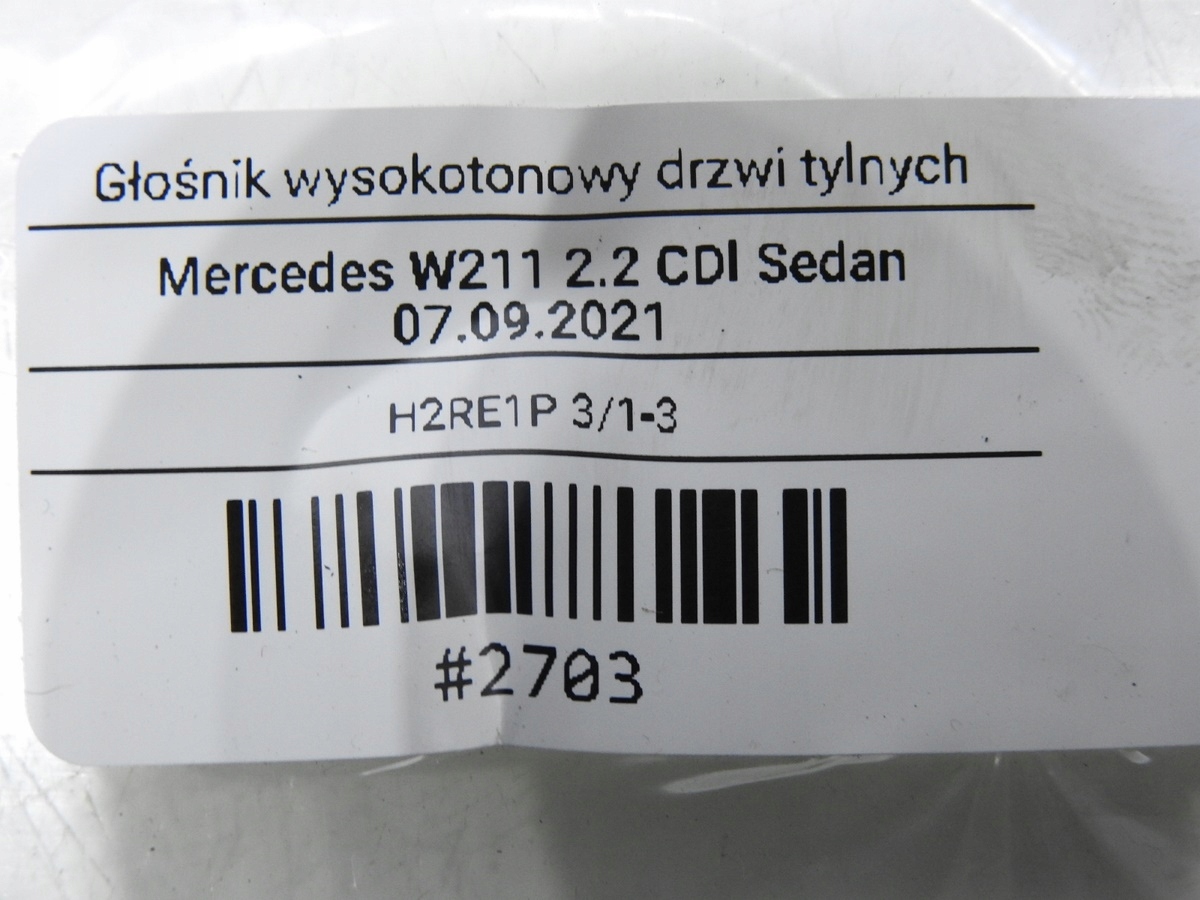 Głośnik wysokotonowy drzwi tylnych
Mercedes W211 2.2 CDI Sedan
07.09.2021
H2RE1P 3/1-3
#2703